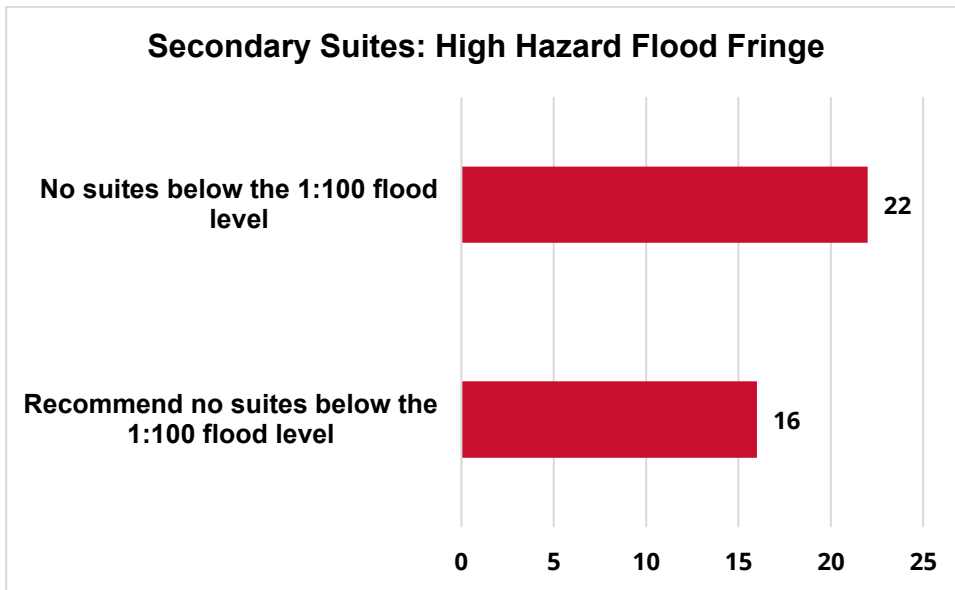 Secondary Suites: High Hazard Flood Fringe
No suites below the 1:100 flood
level
22
Recommend no suites below the
1:100 flood level
16
0 5 10 15 20 25